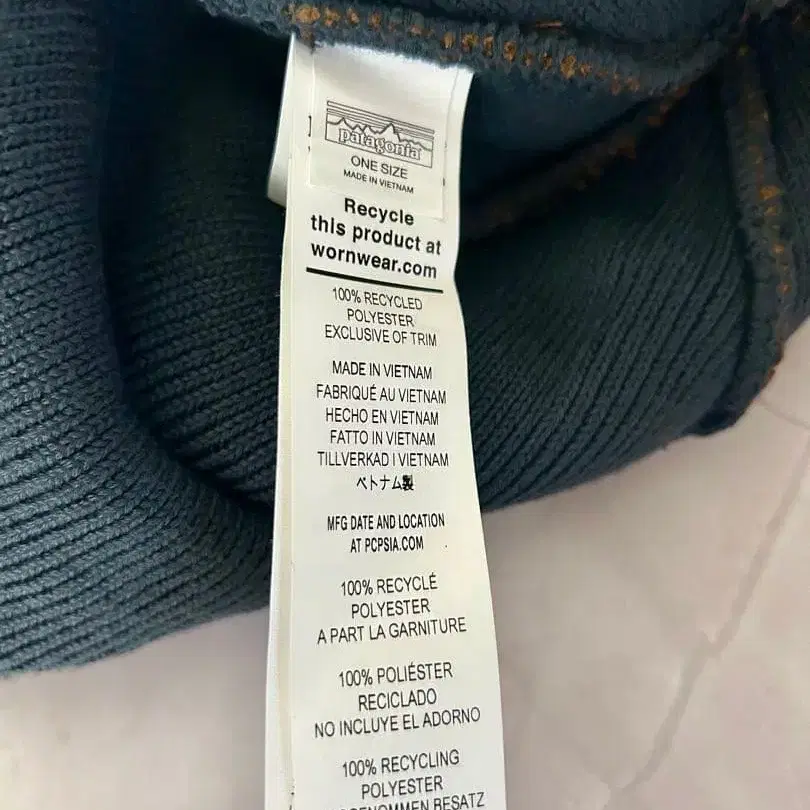 patagonia
ONE SIZE
MADE IN VIETNAM
Recycle
this product at
wornwear.com
100% RECYCLED
POLYESTER
EXCLUSIVE OF TRIM
MADE IN VIETNAM
FABRIQUÉ AU VIETNAM
HECHO EN VIETNAM
FATTO IN VIETNAM
TILLVERKAD I VIETNAM
ベトナム製
MFG DATE AND LOCATION
AT PCPSIA.COM
100% RECYCLÉ
POLYESTER
A PART LA GARNITURE
100% POLIÉSTER
RECICLADO
NO INCLUYE EL ADORNO
100% RECYCLING
POLYESTER
BESATZ